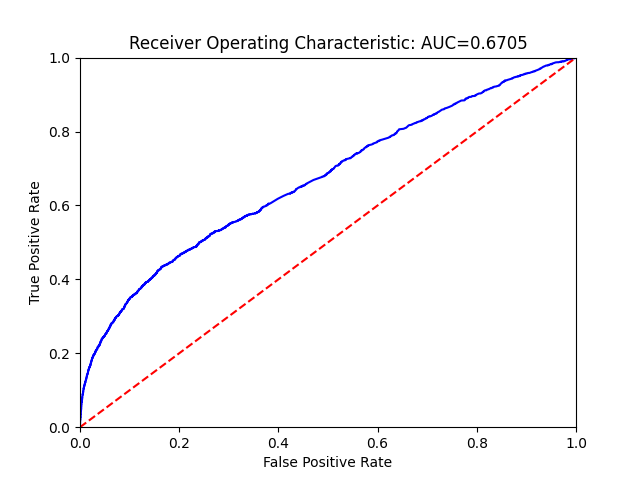 Receiver Operating Characteristic: AUC=0.6705
1.0
0.8
0.6
0.4
0.2
0.0
True Positive Rate
0.0 0.2 0.4 0.6 0.8 1.0
False Positive Rate